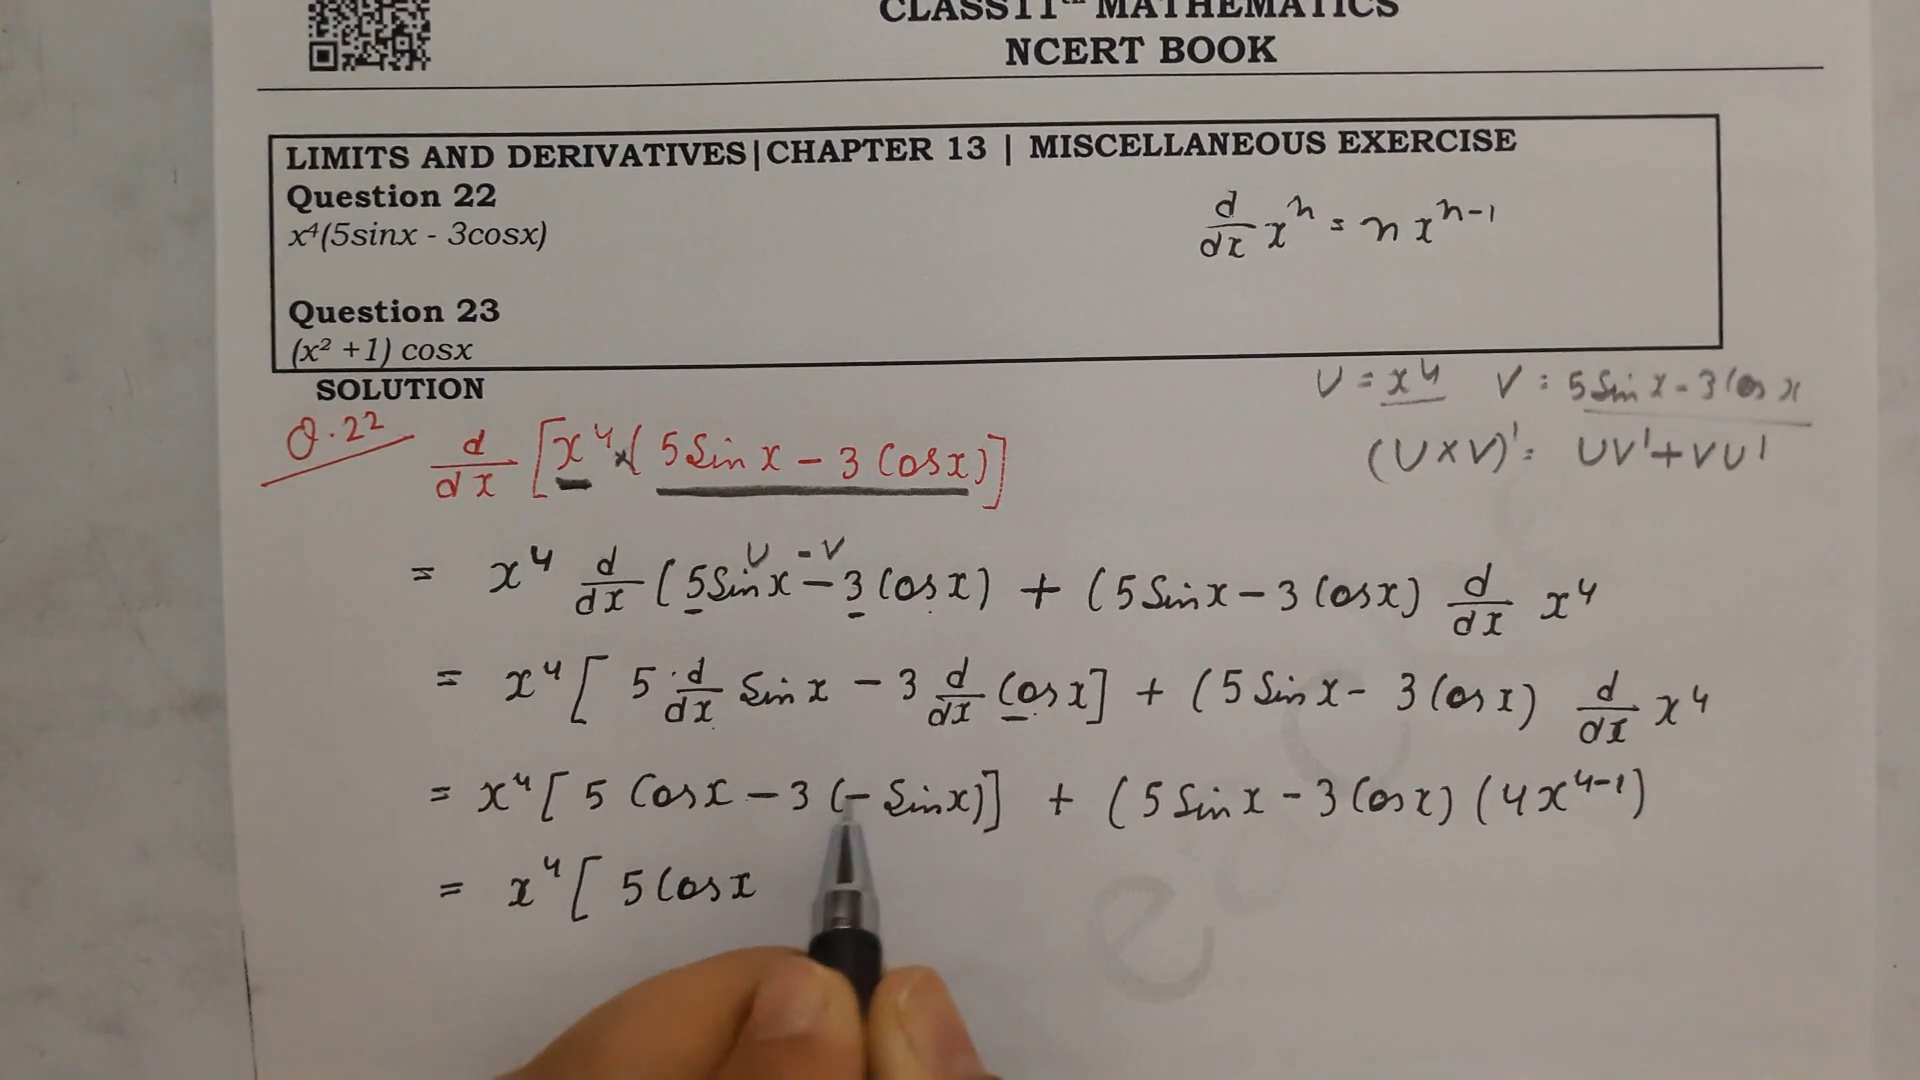 CLASS11ᵗʰ MATHEMATICS
NCERT BOOK
LIMITS AND DERIVATIVES|CHAPTER 13 | MISCELLANEOUS EXERCISE
Question 22
x⁴(5sinx - 3cosx)
d/dx xⁿ = n xⁿ⁻¹
Question 23
(x² +1) cosx
SOLUTION
U = x⁴ V = 5 Sin x - 3 Cos x
(U×V)' = UV' + VU'
Q.22 d/dx [x⁴ × (5 Sin x - 3 Cos x)]
U - V
= x⁴ d/dx (5 Sin x - 3 Cos x) + (5 Sin x - 3 Cos x) d/dx x⁴
= x⁴ [ 5 · d/dx Sin x - 3 d/dx Cos x] + (5 Sin x - 3 Cos x) d/dx x⁴
= x⁴ [ 5 Cos x - 3 (- Sin x)] + (5 Sin x - 3 Cos x) (4x⁴⁻¹)
= x⁴ [ 5 Cos x